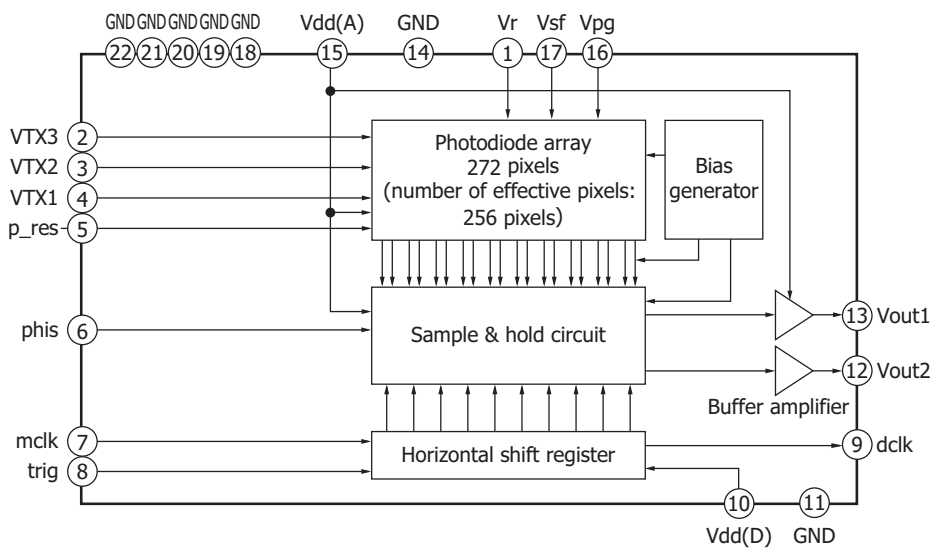 GND GND GND GND GND Vdd(A) GND Vr Vsf Vpg
22 21 20 19 18 15 14 1 17 16
VTX3 2
VTX2 3
VTX1 4
p_res 5
Photodiode array
272 pixels
(number of effective pixels:
256 pixels)
Bias
generator
phis 6
Sample & hold circuit
13 Vout1
12 Vout2
Buffer amplifier
mclk 7
trig 8
Horizontal shift register
9 dclk
10 11
Vdd(D) GND